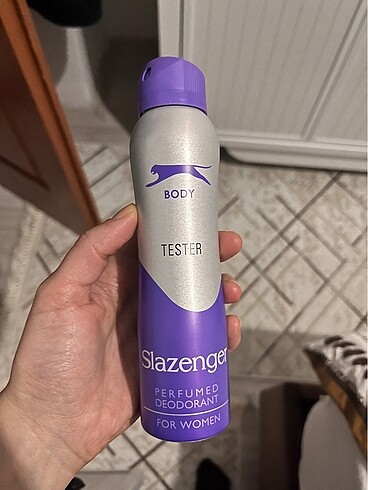 BODY
TESTER
Slazenger
PERFUMED
DEODORANT
FOR WOMEN